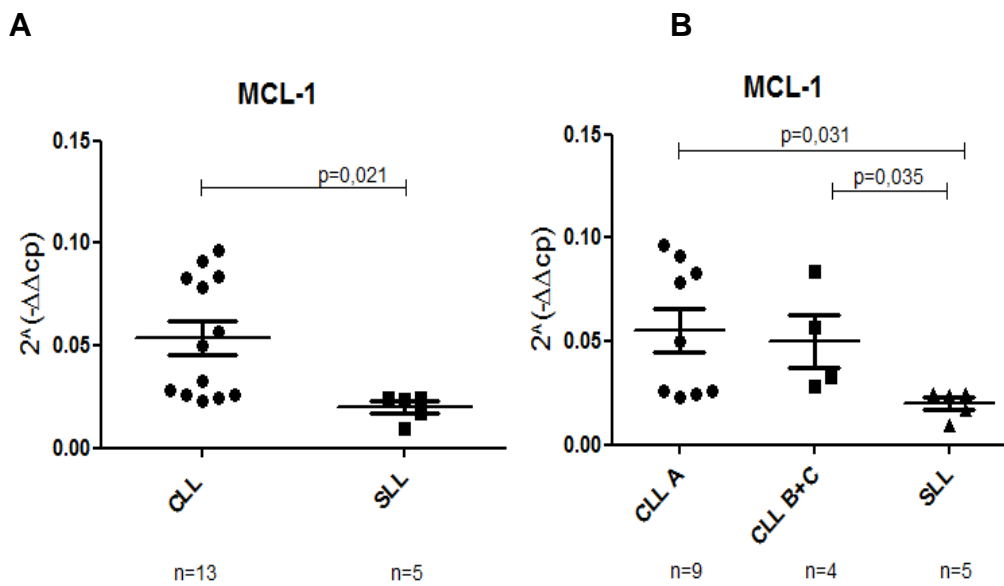 A
B
MCL-1
0.15
0.10
0.05
0.00
2^(-ΔΔcp)
p=0,021
CLL
SLL
n=13
n=5
MCL-1
0.15
0.10
0.05
0.00
2^(-ΔΔcp)
p=0,031
p=0,035
CLL A
CLL B+C
SLL
n=9
n=4
n=5